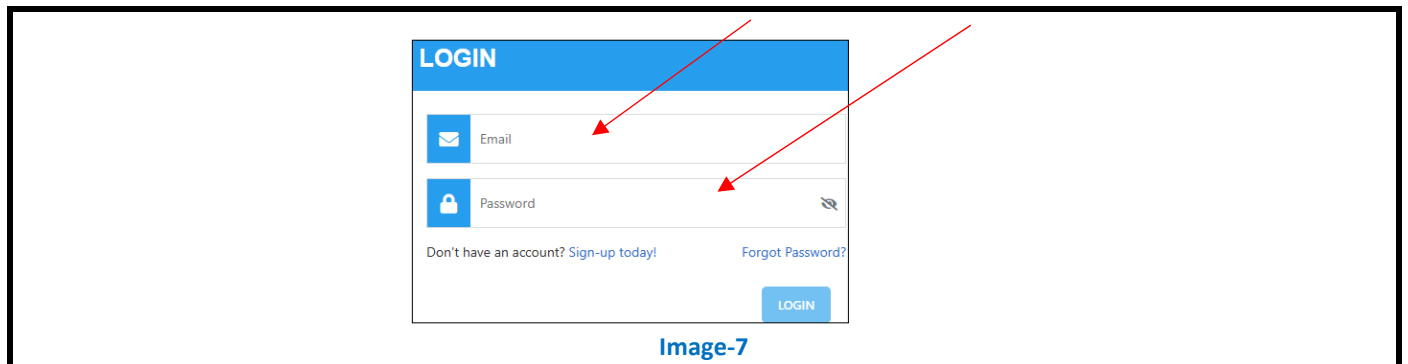 LOGIN
Email
Password
Don't have an account? Sign-up today! Forgot Password?
LOGIN
Image-7